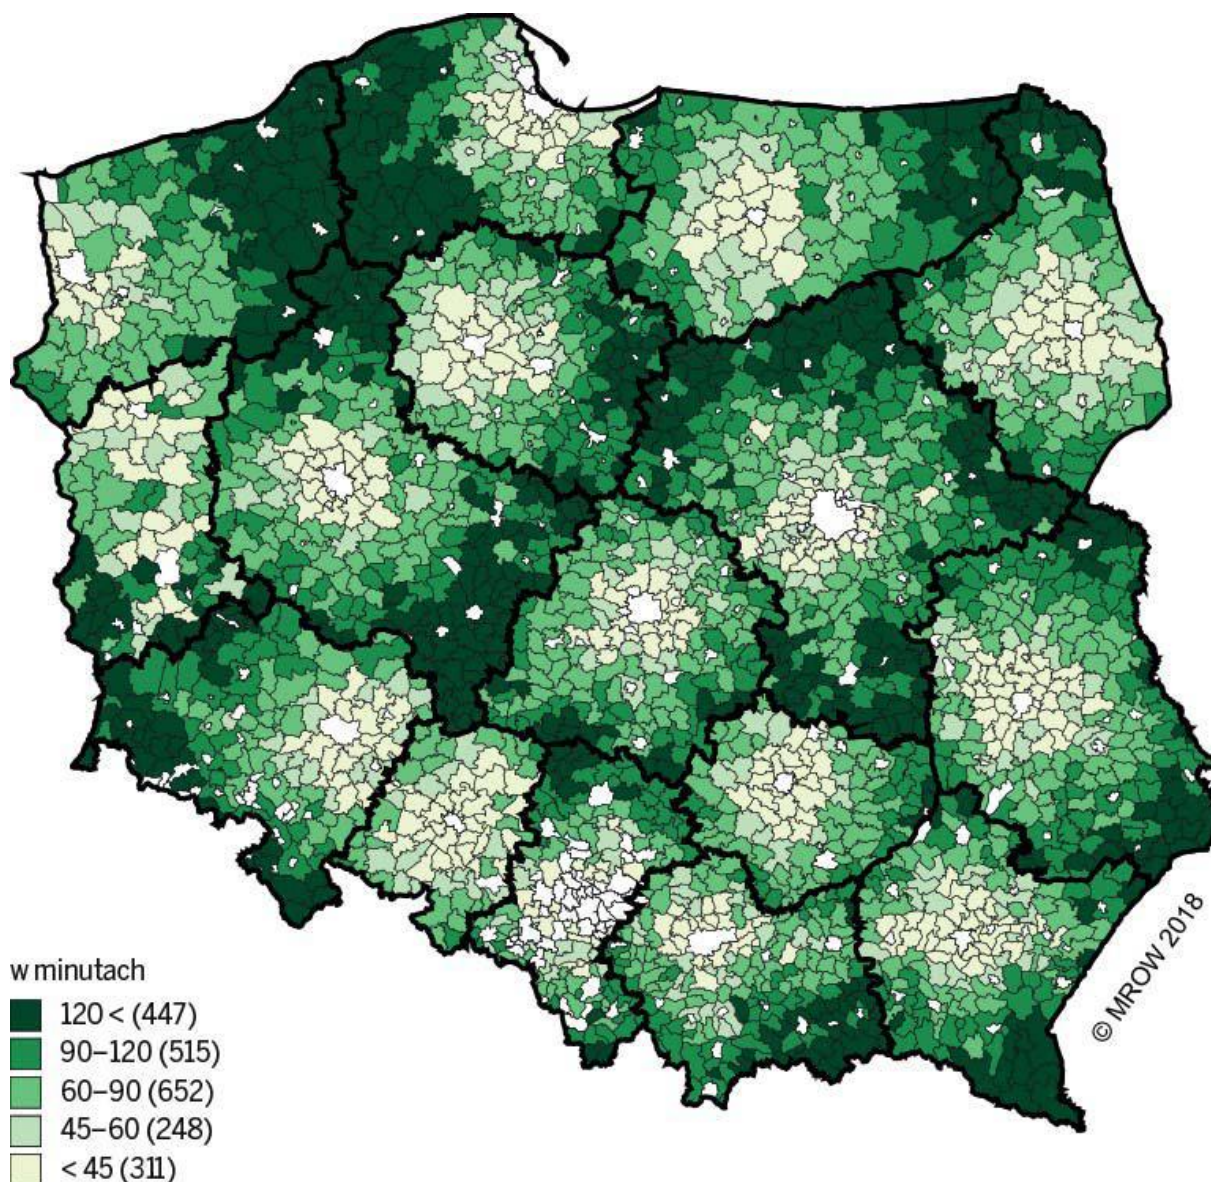 w minutach
120 < (447)
90–120 (515)
60–90 (652)
45–60 (248)
< 45 (311)
© MROW 2018